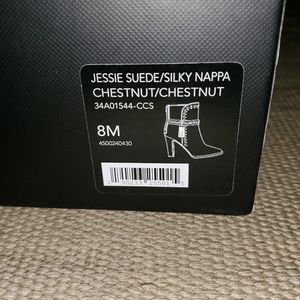 JESSIE SUEDE/SILKY NAPPA
CHESTNUT/CHESTNUT
34A01544-CCS
8M
4500240430